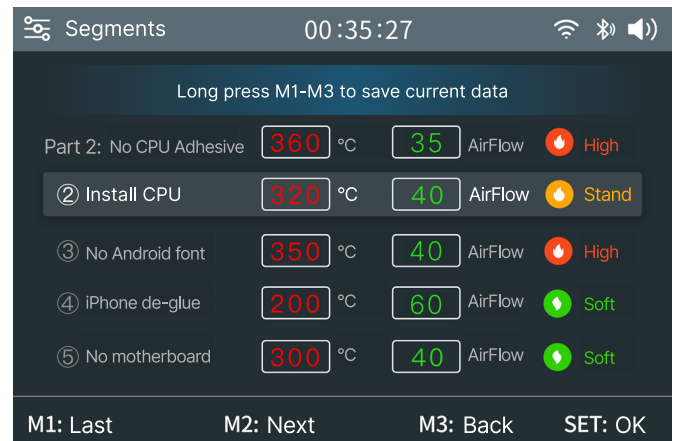 Segments 00:35:27
Long press M1-M3 to save current data
Part 2: No CPU Adhesive 360 °C 35 AirFlow High
② Install CPU 320 °C 40 AirFlow Stand
③ No Android font 350 °C 40 AirFlow High
④ iPhone de-glue 200 °C 60 AirFlow Soft
⑤ No motherboard 300 °C 40 AirFlow Soft
M1: Last M2: Next M3: Back SET: OK